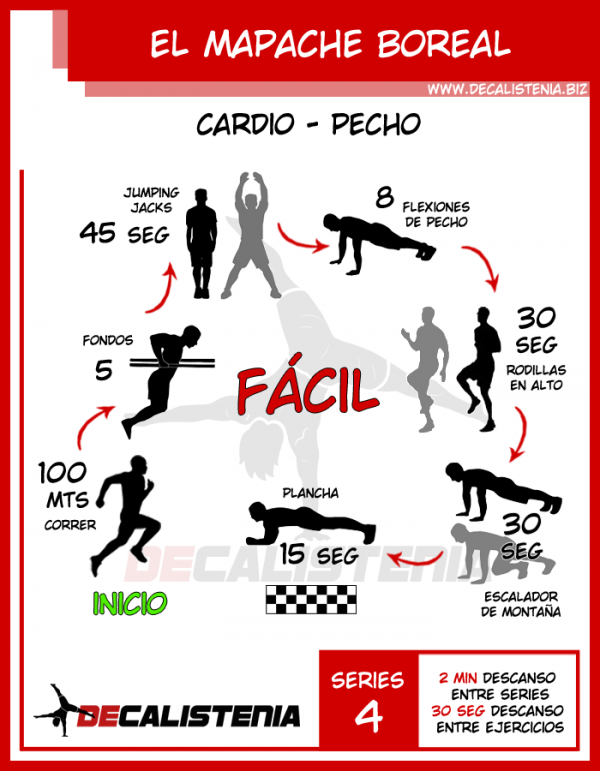 EL MAPACHE BOREAL
WWW.DECALISTENIA.BIZ
CARDIO - PECHO
JUMPING
JACKS
45 SEG
8 FLEXIONES
DE PECHO
30
SEG
RODILLAS
EN ALTO
FONDOS
5
FÁCIL
100
MTS
CORRER
PLANCHA
15 SEG
30
SEG
ESCALADOR
DE MONTAÑA
DECALISTENIA
INICIO
DECALISTENIA
SERIES
4
2 MIN DESCANSO
ENTRE SERIES
30 SEG DESCANSO
ENTRE EJERCICIOS